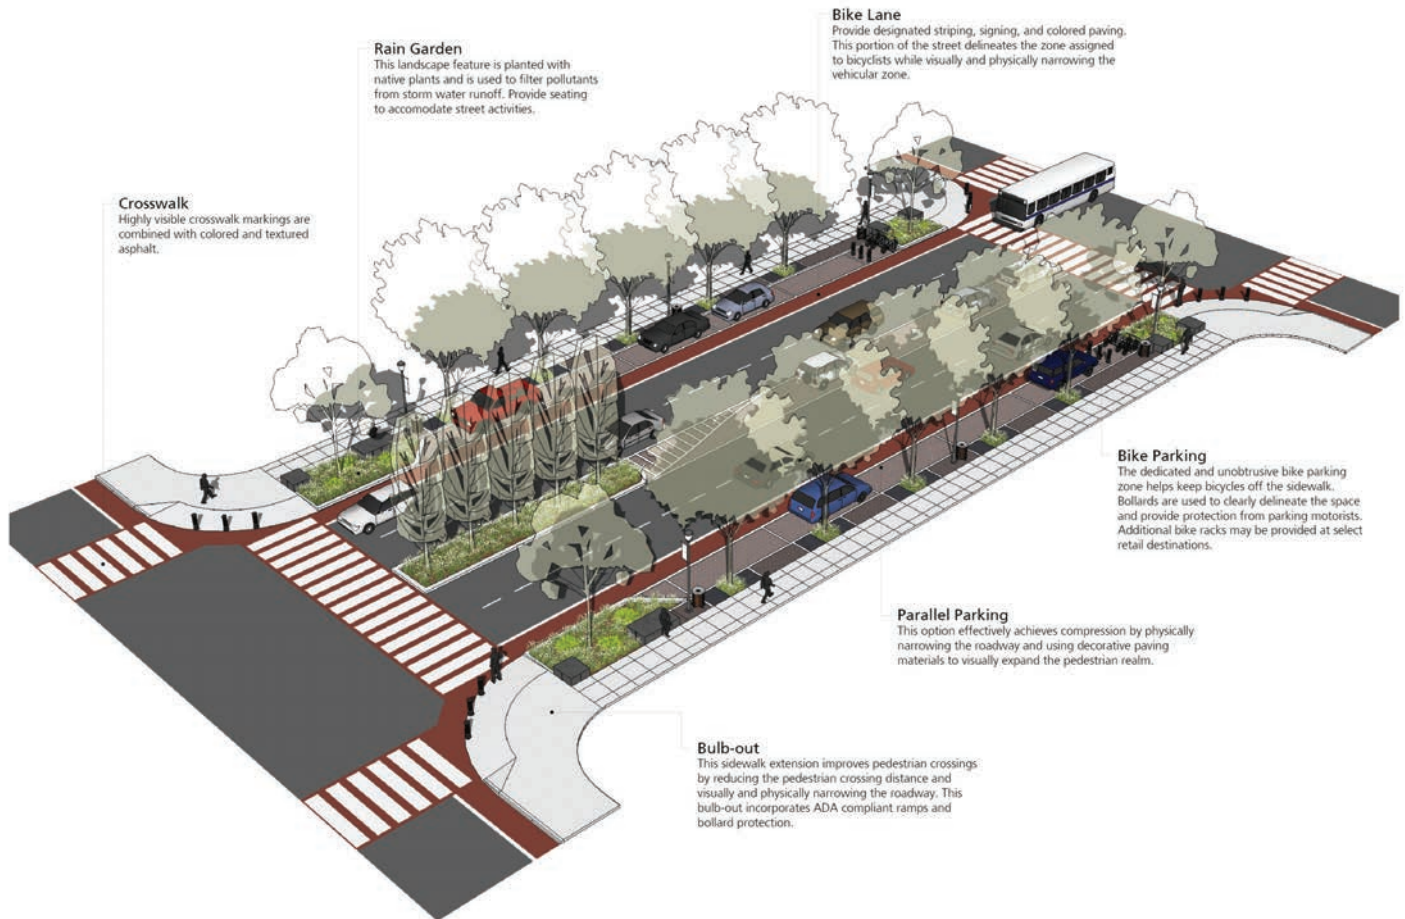 Bike Lane
Provide designated striping, signing, and colored paving.
This portion of the street delineates the zone assigned
to bicyclists while visually and physically narrowing the
vehicular zone.
Rain Garden
This landscape feature is planted with
native plants and is used to filter pollutants
from storm water runoff. Provide seating
to accomodate street activities.
Crosswalk
Highly visible crosswalk markings are
combined with colored and textured
asphalt.
Bike Parking
The dedicated and unobtrusive bike parking
zone helps keep bicycles off the sidewalk.
Bollards are used to clearly delineate the space
and provide protection from parking motorists.
Additional bike racks may be provided at select
retail destinations.
Parallel Parking
This option effectively achieves compression by physically
narrowing the roadway and using decorative paving
materials to visually expand the pedestrian realm.
Bulb-out
This sidewalk extension improves pedestrian crossings
by reducing the pedestrian crossing distance and
visually and physically narrowing the roadway. This
bulb-out incorporates ADA compliant ramps and
bollard protection.